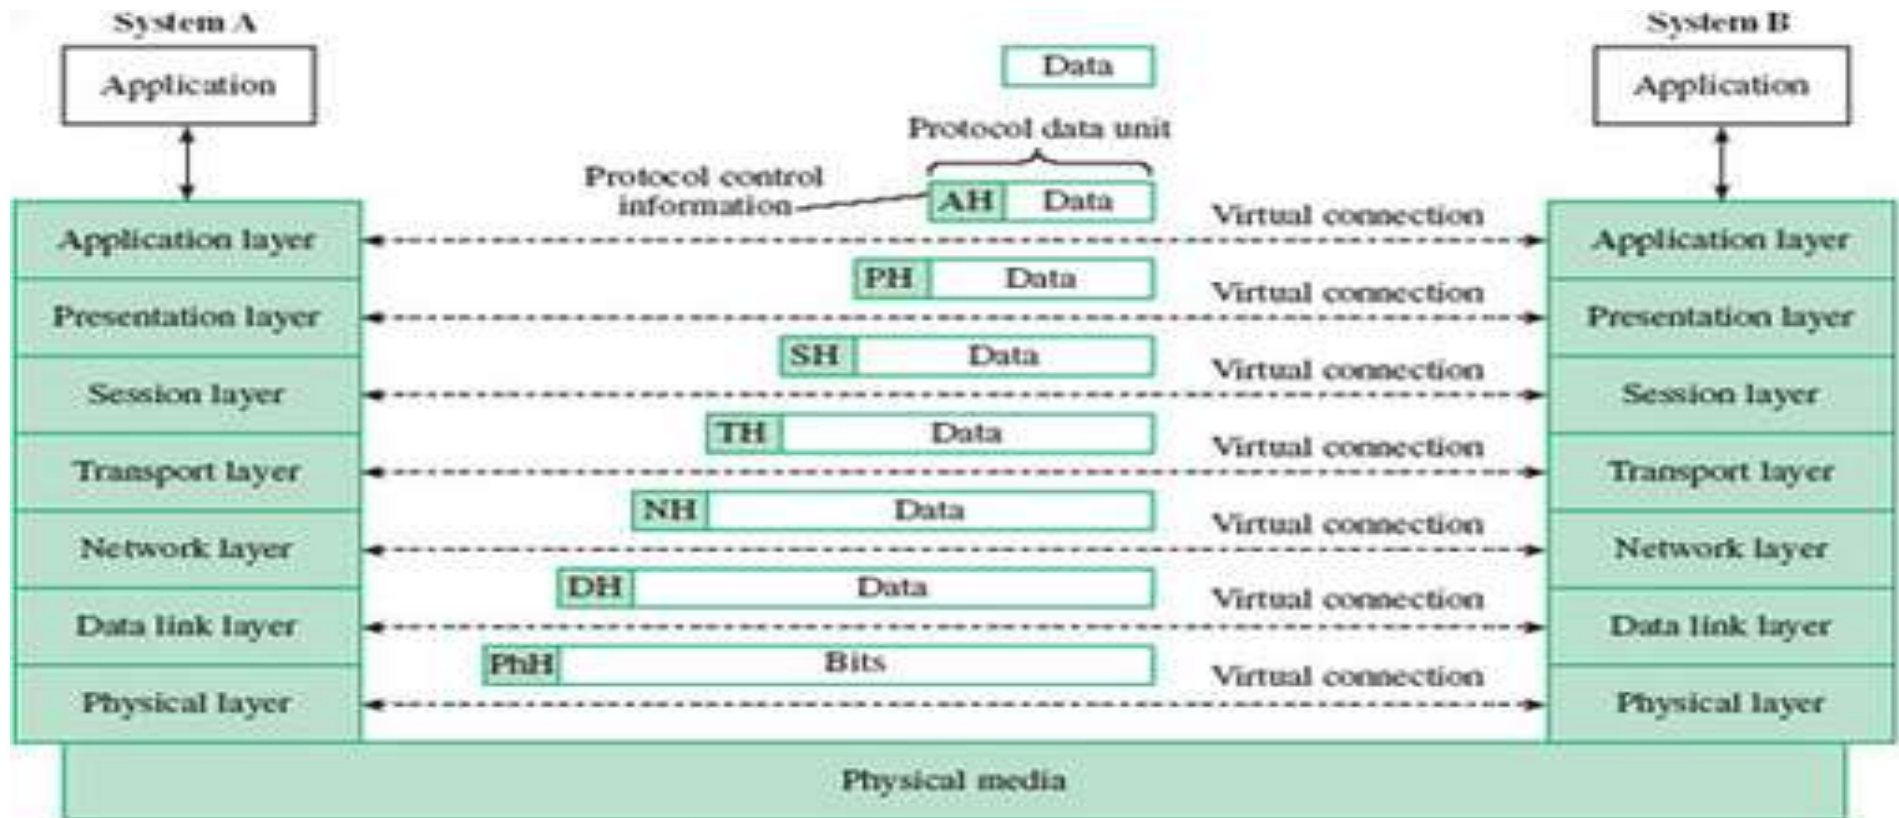 System A
System B
Application
Data
Application
Protocol data unit
Protocol control
information
AH Data
Virtual connection
Application layer
Application layer
PH Data
Virtual connection
Presentation layer
Presentation layer
SH Data
Virtual connection
Session layer
Session layer
TH Data
Virtual connection
Transport layer
Transport layer
NH Data
Virtual connection
Network layer
Network layer
DH Data
Virtual connection
Data link layer
Data link layer
PhH Bits
Virtual connection
Physical layer
Physical layer
Physical media